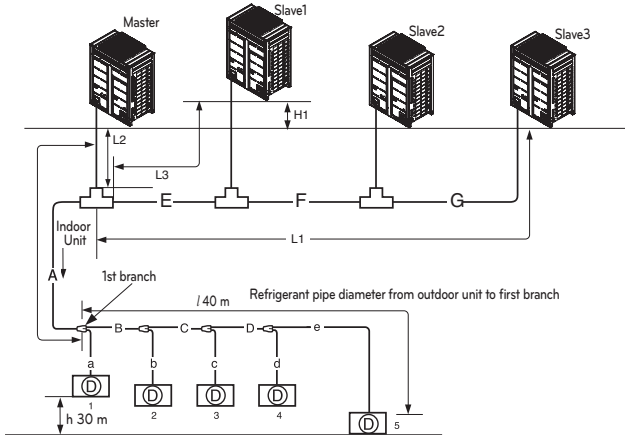 Master
Slave1
Slave2
Slave3
H1
L2
L3
E
F
G
Indoor
Unit
L1
A
1st branch
l 40 m
Refrigerant pipe diameter from outdoor unit to first branch
B
C
D
e
a
b
c
d
D
D
D
D
D
1
2
3
4
5
h 30 m